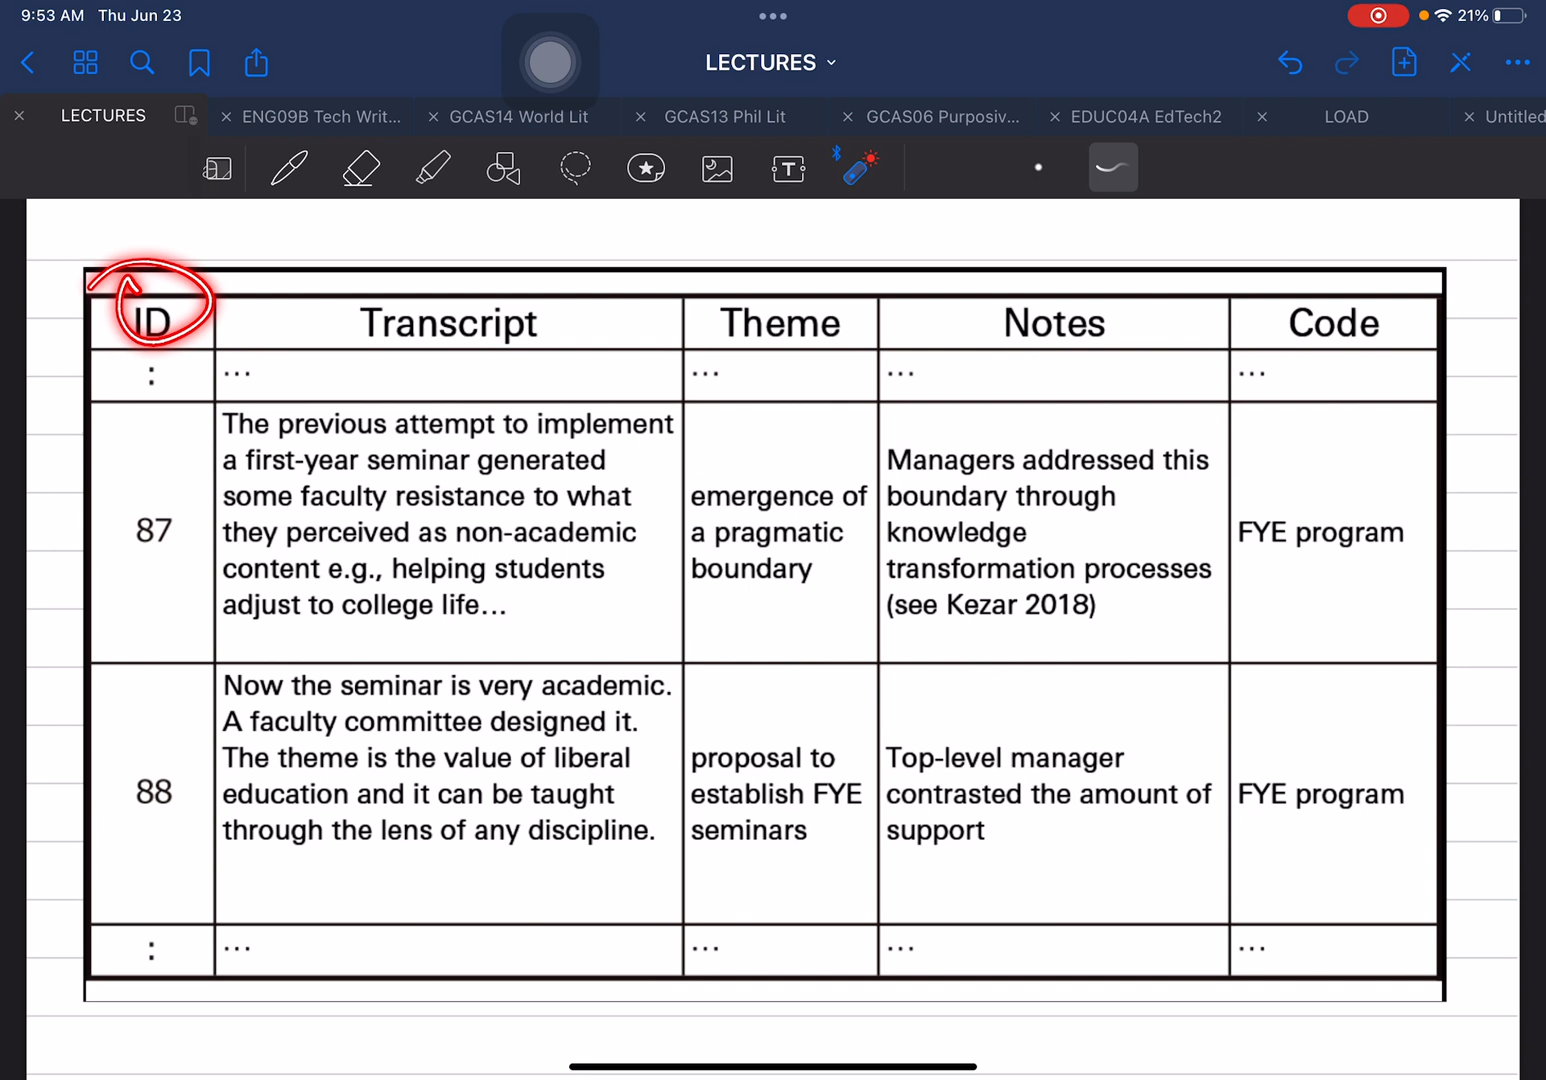 9:53 AM Thu Jun 23
21%
LECTURES
LECTURES
ENG09B Tech Writ...
GCAS14 World Lit
GCAS13 Phil Lit
GCAS06 Purposiv...
EDUC04A EdTech2
LOAD
Untitled
T
ID Transcript Theme Notes Code
: ... ... ... ...
87
The previous attempt to implement
a first-year seminar generated
some faculty resistance to what
they perceived as non-academic
content e.g., helping students
adjust to college life...
emergence of
a pragmatic
boundary
Managers addressed this
boundary through
knowledge
transformation processes
(see Kezar 2018)
FYE program
88
Now the seminar is very academic.
A faculty committee designed it.
The theme is the value of liberal
education and it can be taught
through the lens of any discipline.
proposal to
establish FYE
seminars
Top-level manager
contrasted the amount of
support
FYE program
: ... ... ... ...